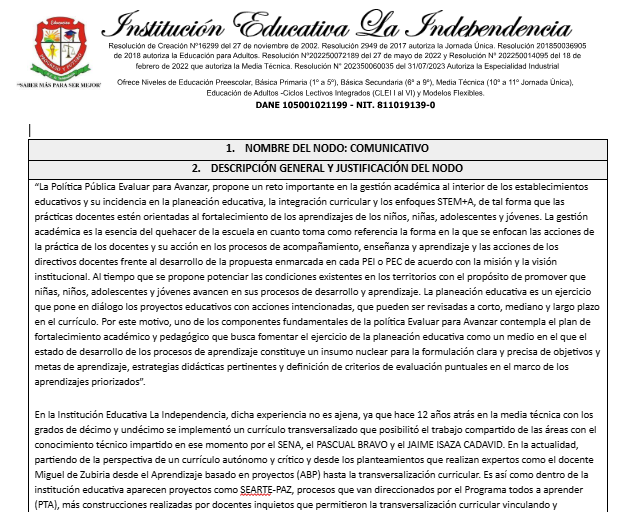 Institución Educativa La Independencia
Resolución de Creación Nº16299 del 27 de noviembre de 2002. Resolución 2949 de 2017 autoriza la Jornada Única. Resolución 201850036905
de 2018 autoriza la Educación para Adultos. Resolución N°202250072189 del 27 de mayo de 2022 y Resolución N° 202250014095 del 18 de
febrero de 2022 que autoriza la Media Técnica. Resolución N° 202350060035 del 31/07/2023 Autoriza la Especialidad Industrial
"SABER MÁS PARA SER MEJOR"
Ofrece Niveles de Educación Preescolar, Básica Primaria (1º a 5º), Básica Secundaria (6º a 9º), Media Técnica (10º a 11º Jornada Única),
Educación de Adultos -Ciclos Lectivos Integrados (CLEI I al VI) y Modelos Flexibles.
DANE 105001021199 - NIT. 811019139-0
1. NOMBRE DEL NODO: COMUNICATIVO
2. DESCRIPCIÓN GENERAL Y JUSTIFICACIÓN DEL NODO
“La Política Pública Evaluar para Avanzar, propone un reto importante en la gestión académica al interior de los establecimientos
educativos y su incidencia en la planeación educativa, la integración curricular y los enfoques STEM+A, de tal forma que las
prácticas docentes estén orientadas al fortalecimiento de los aprendizajes de los niños, niñas, adolescentes y jóvenes. La gestión
académica es la esencia del quehacer de la escuela en cuanto toma como referencia la forma en la que se enfocan las acciones de
la práctica de los docentes y su acción en los procesos de acompañamiento, enseñanza y aprendizaje y las acciones de los
directivos docentes frente al desarrollo de la propuesta enmarcada en cada PEI o PEC de acuerdo con la misión y la visión
institucional. Al tiempo que se propone potenciar las condiciones existentes en los territorios con el propósito de promover que
niñas, niños, adolescentes y jóvenes avancen en sus procesos de desarrollo y aprendizaje. La planeación educativa es un ejercicio
que pone en diálogo los proyectos educativos con acciones intencionadas, que pueden ser revisadas a corto, mediano y largo plazo
en el currículo. Por este motivo, uno de los componentes fundamentales de la política Evaluar para Avanzar contempla el plan de
fortalecimiento académico y pedagógico que busca fomentar el ejercicio de la planeación educativa como un medio en el que el
estado de desarrollo de los procesos de aprendizaje constituye un insumo nuclear para la formulación clara y precisa de objetivos y
metas de aprendizaje, estrategias didácticas pertinentes y definición de criterios de evaluación puntuales en el marco de los
aprendizajes priorizados”.
En la Institución Educativa La Independencia, dicha experiencia no es ajena, ya que hace 12 años atrás en la media técnica con los
grados de décimo y undécimo se implementó un currículo transversalizado que posibilitó el trabajo compartido de las áreas con el
conocimiento técnico impartido en ese momento por el SENA, el PASCUAL BRAVO y el JAIME ISAZA CADAVID. En la actualidad,
partiendo de la perspectiva de un currículo autónomo y crítico y desde los planteamientos que realizan expertos como el docente
Miguel de Zubiria desde el Aprendizaje basado en proyectos (ABP) hasta la transversalización curricular. Es así como dentro de la
institución educativa aparecen proyectos como SEARTE-PAZ, procesos que van direccionados por el Programa todos a aprender
(PTA), más construcciones realizadas por docentes inquietos que permitieron la transversalización curricular vinculando y